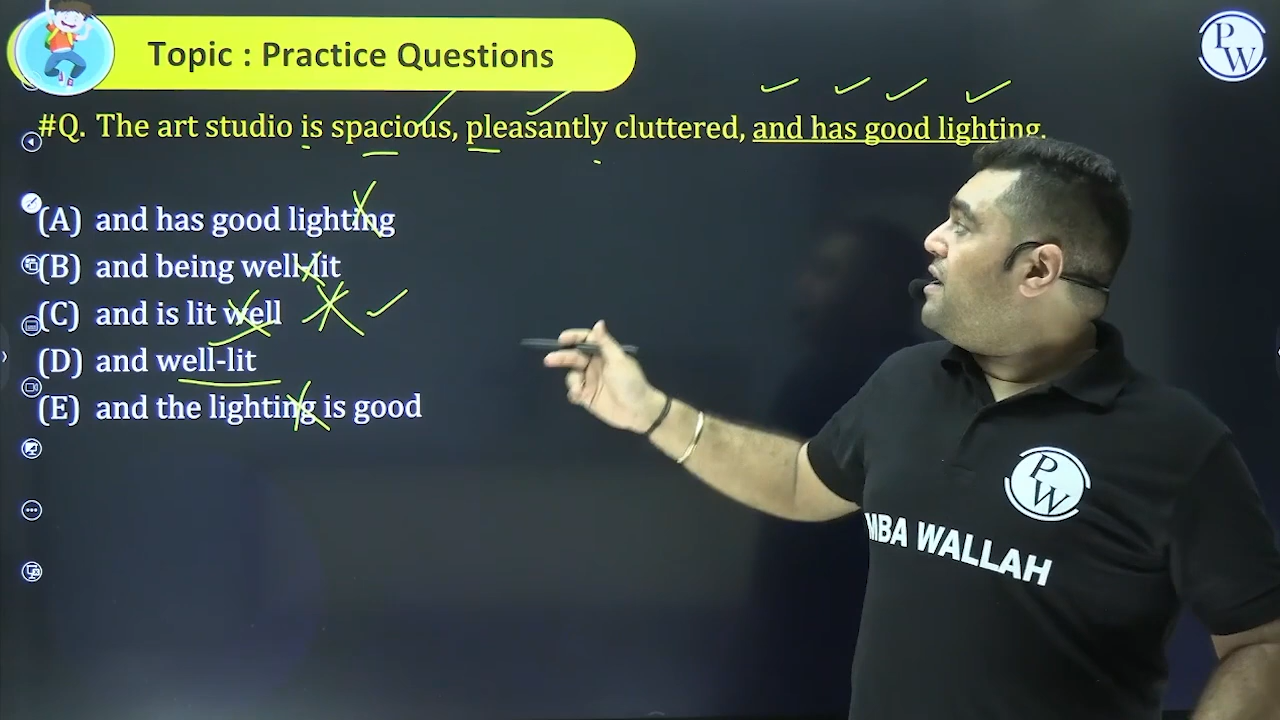 Topic : Practice Questions
PW
#Q. The art studio is spacious, pleasantly cluttered, and has good lighting.
(A) and has good lighting
(B) and being well-lit
(C) and is lit well
(D) and well-lit
(E) and the lighting is good
PW
MBA WALLAH